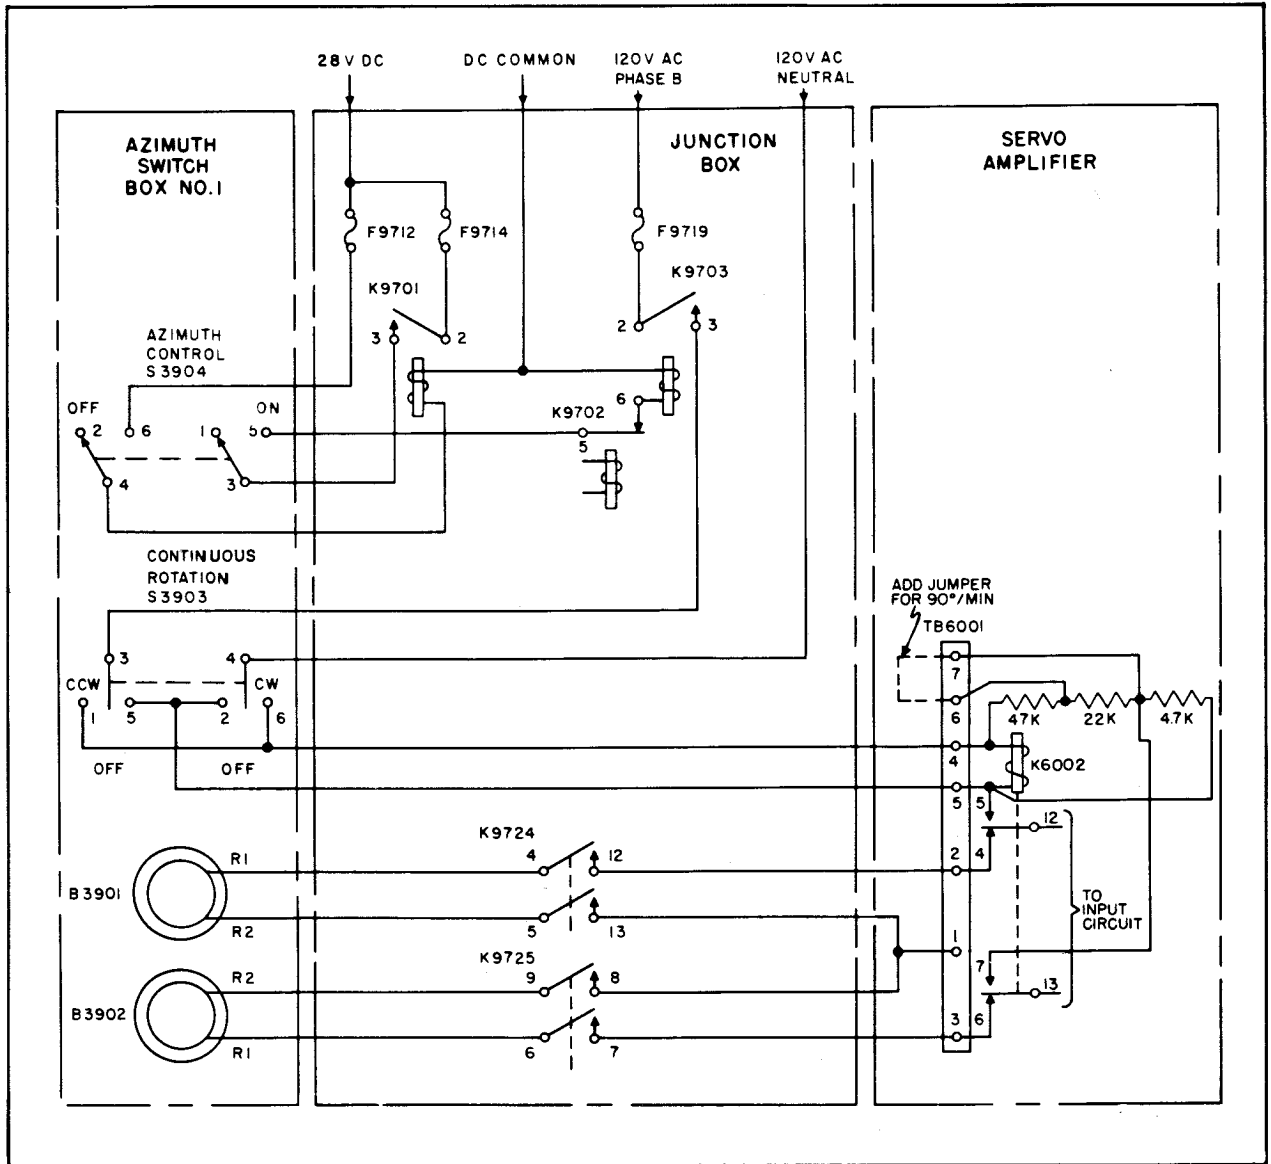 28V DC
DC COMMON
120V AC
PHASE B
120V AC
NEUTRAL
AZIMUTH
SWITCH
BOX NO.1
JUNCTION
BOX
SERVO
AMPLIFIER
F9712
F9714
F9719
K9703
K9701
2 3
3 2
AZIMUTH
CONTROL
S3904
OFF
ON
2 6 1 5
4 3
6
K9702
5
CONTINUOUS
ROTATION
S3903
3 4
CCW
CW
1 5 2 6
OFF OFF
ADD JUMPER
FOR 90°/MIN
TB6001
7
6
47K 22K 4.7K
4
K6002
5 5
12
2 4
TO
INPUT
CIRCUIT
1
7
13
3 6
K9724
4 12
5 13
K9725
9 8
6 7
B3901
R1
R2
B3902
R2
R1